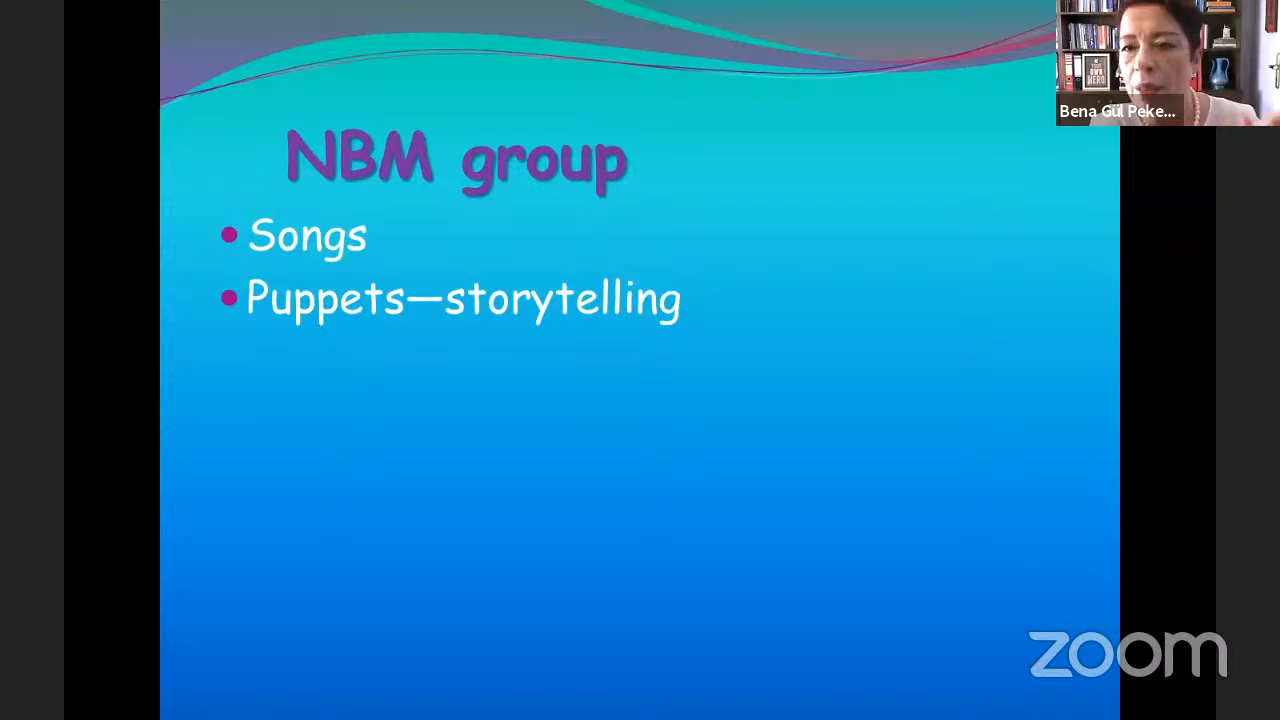 NBM group
Songs
Puppets—storytelling
Bena Gül Peke...
zoom